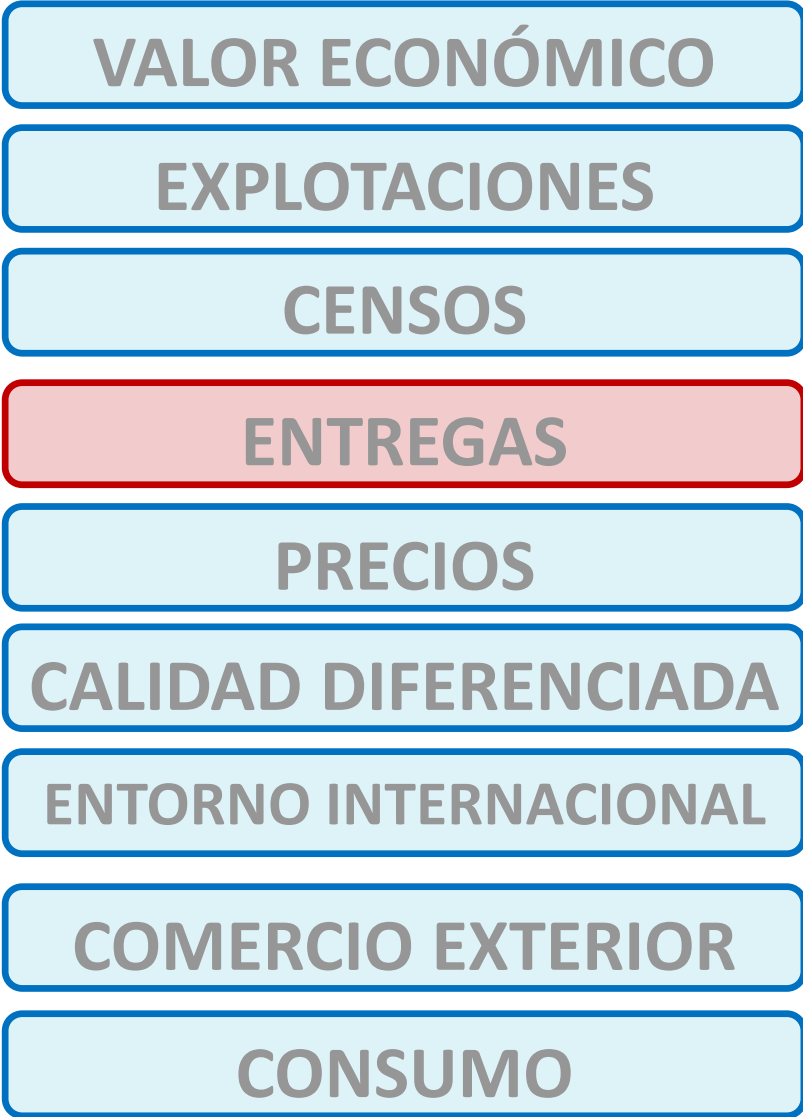 VALOR ECONÓMICO
EXPLOTACIONES
CENSOS
ENTREGAS
PRECIOS
CALIDAD DIFERENCIADA
ENTORNO INTERNACIONAL
COMERCIO EXTERIOR
CONSUMO